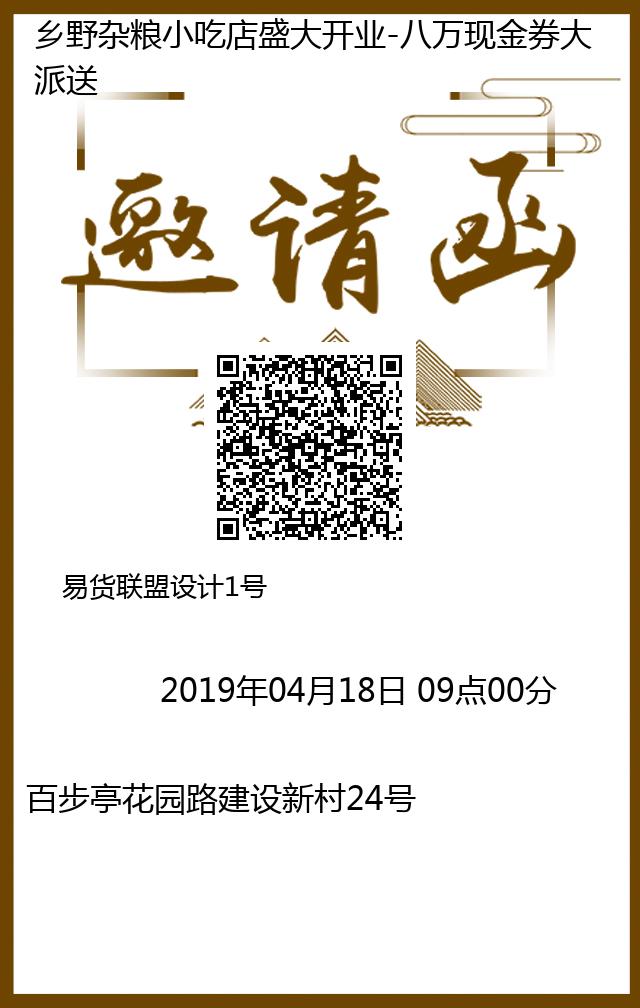 乡野杂粮小吃店盛大开业-八万现金券大
派送
邀请函
易货联盟设计1号
2019年04月18日 09点00分
百步亭花园路建设新村24号